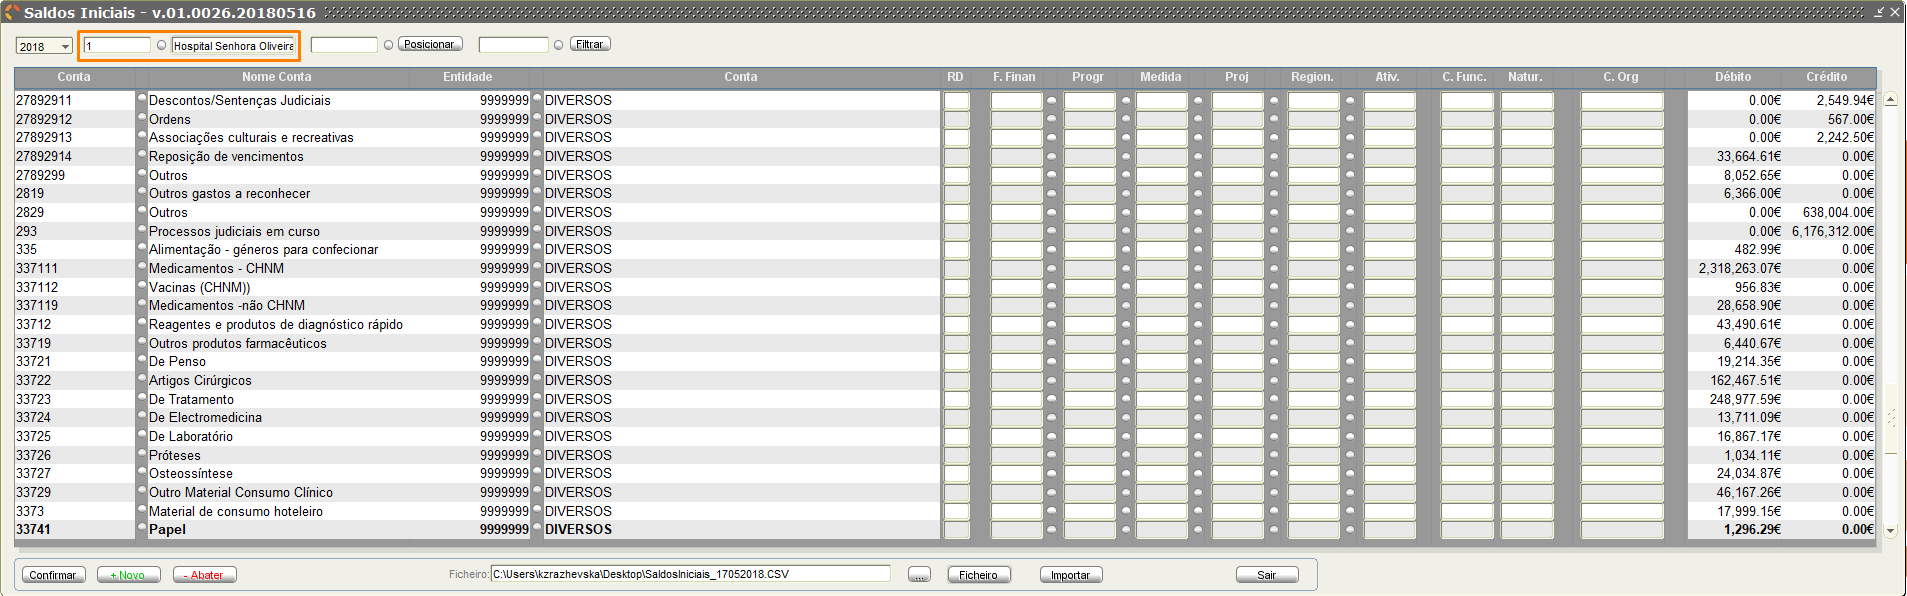 Saldos Iniciais - v.01.0026.20180516
2018 1 Hospital Senhora Oliveira Posicionar Filtrar
Conta Nome Conta Entidade Conta RD F. Finan Progr Medida Proj Region. Ativ. C. Func. Natur. C. Org Débito Crédito
27892911 Descontos/Sentenças Judiciais 9999999 DIVERSOS 0.00€ 2,549.94€
27892912 Ordens 9999999 DIVERSOS 0.00€ 567.00€
27892913 Associações culturais e recreativas 9999999 DIVERSOS 0.00€ 2,242.50€
27892914 Reposição de vencimentos 9999999 DIVERSOS 33,664.61€ 0.00€
2789299 Outros 9999999 DIVERSOS 8,052.65€ 0.00€
2819 Outros gastos a reconhecer 9999999 DIVERSOS 6,366.00€ 0.00€
2829 Outros 9999999 DIVERSOS 0.00€ 638,004.00€
293 Processos judiciais em curso 9999999 DIVERSOS 0.00€ 6,176,312.00€
335 Alimentação - géneros para confecionar 9999999 DIVERSOS 482.99€ 0.00€
337111 Medicamentos - CHNM 9999999 DIVERSOS 2,318,263.07€ 0.00€
337112 Vacinas (CHNM)) 9999999 DIVERSOS 956.83€ 0.00€
337119 Medicamentos -não CHNM 9999999 DIVERSOS 28,658.90€ 0.00€
33712 Reagentes e produtos de diagnóstico rápido 9999999 DIVERSOS 43,490.61€ 0.00€
33719 Outros produtos farmacêuticos 9999999 DIVERSOS 6,440.67€ 0.00€
33721 De Penso 9999999 DIVERSOS 19,214.35€ 0.00€
33722 Artigos Cirúrgicos 9999999 DIVERSOS 162,467.51€ 0.00€
33723 De Tratamento 9999999 DIVERSOS 248,977.59€ 0.00€
33724 De Electromedicina 9999999 DIVERSOS 13,711.09€ 0.00€
33725 De Laboratório 9999999 DIVERSOS 16,867.17€ 0.00€
33726 Próteses 9999999 DIVERSOS 1,034.11€ 0.00€
33727 Osteossíntese 9999999 DIVERSOS 24,034.87€ 0.00€
33729 Outro Material Consumo Clínico 9999999 DIVERSOS 46,167.26€ 0.00€
3373 Material de consumo hoteleiro 9999999 DIVERSOS 17,999.15€ 0.00€
33741 Papel 9999999 DIVERSOS 1,296.29€ 0.00€
Confirmar + Novo - Abater Ficheiro: C:\Users\kzrazhevska\Desktop\SaldosIniciais_17052018.CSV ... Ficheiro Importar Sair